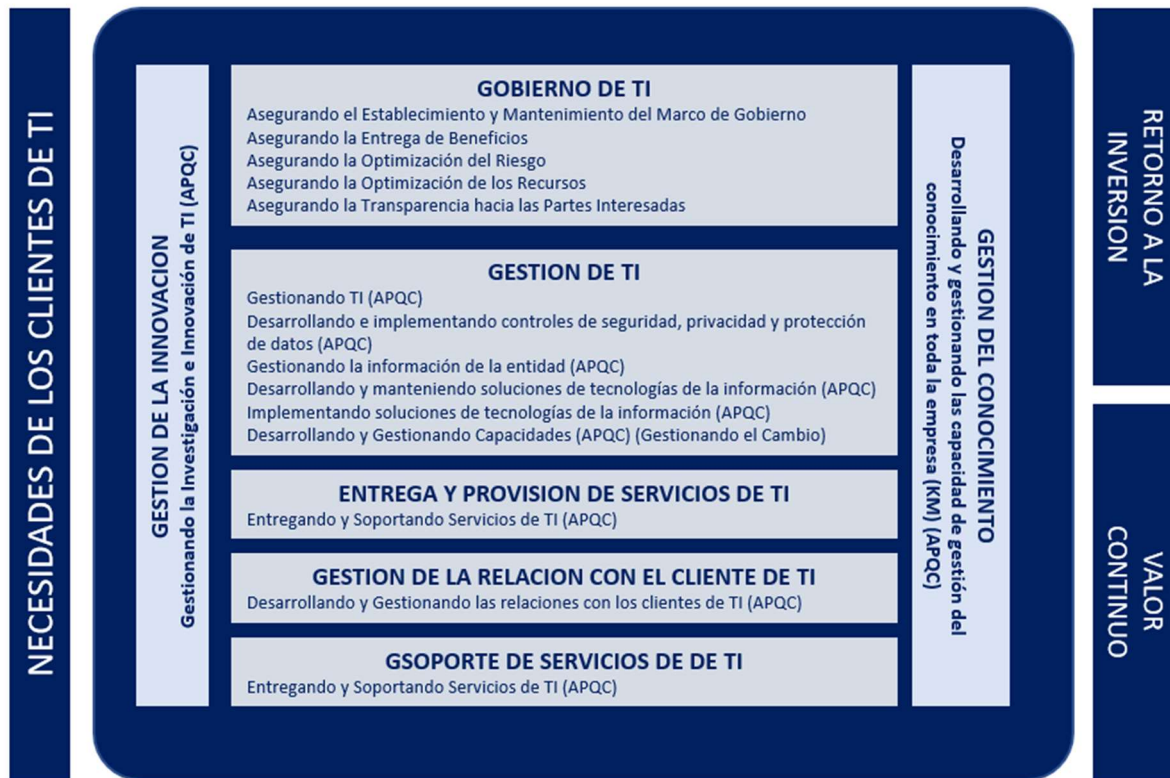 NECESIDADES DE LOS CLIENTES DE TI
GESTION DE LA INNOVACION
Gestionando la Investigación e Innovación de TI (APQC)
GOBIERNO DE TI
Asegurando el Establecimiento y Mantenimiento del Marco de Gobierno
Asegurando la Entrega de Beneficios
Asegurando la Optimización del Riesgo
Asegurando la Optimización de los Recursos
Asegurando la Transparencia hacia las Partes Interesadas
GESTION DE TI
Gestionando TI (APQC)
Desarrollando e implementando controles de seguridad, privacidad y protección
de datos (APQC)
Gestionando la información de la entidad (APQC)
Desarrollando y manteniendo soluciones de tecnologías de la información (APQC)
Implementando soluciones de tecnologías de la información (APQC)
Desarrollando y Gestionando Capacidades (APQC) (Gestionando el Cambio)
ENTREGA Y PROVISION DE SERVICIOS DE TI
Entregando y Soportando Servicios de TI (APQC)
GESTION DE LA RELACION CON EL CLIENTE DE TI
Desarrollando y Gestionando las relaciones con los clientes de TI (APQC)
GSOPORTE DE SERVICIOS DE DE TI
Entregando y Soportando Servicios de TI (APQC)
GESTION DEL CONOCIMIENTO
Desarrollando y gestionando las capacidad de gestión del
conocimiento en toda la empresa (KM) (APQC)
RETORNO A LA
INVERSION
VALOR
CONTINUO